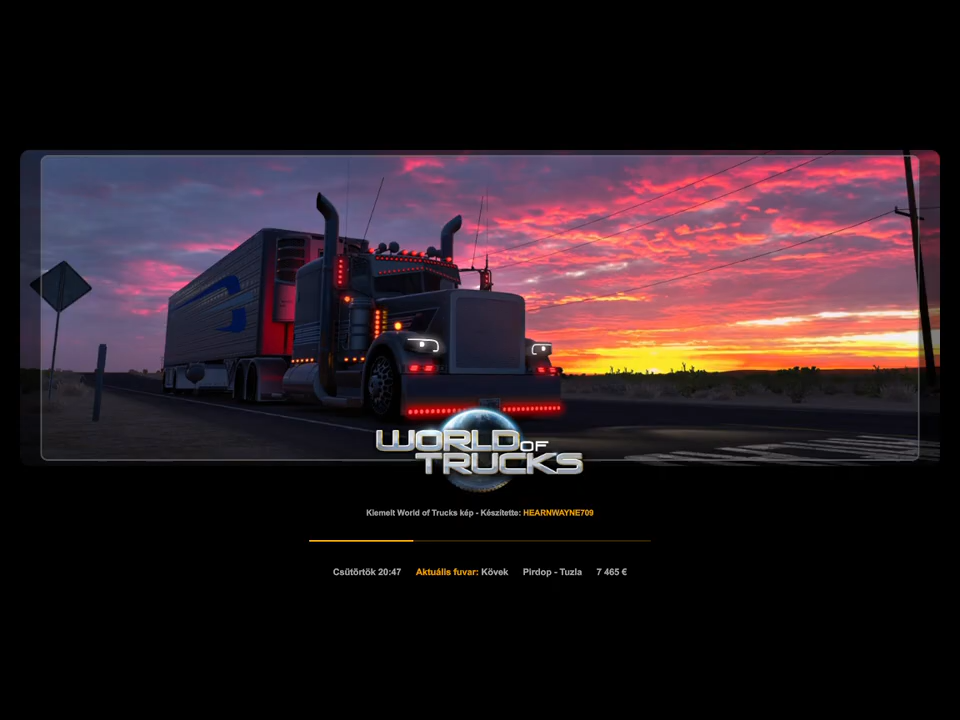 WORLD OF
TRUCKS
Kiemelt World of Trucks kép - Készítette: HEARNWAYNE709
Csütörtök 20:47 Aktuális fuvar: Kövek Pirdop - Tuzla 7 465 €